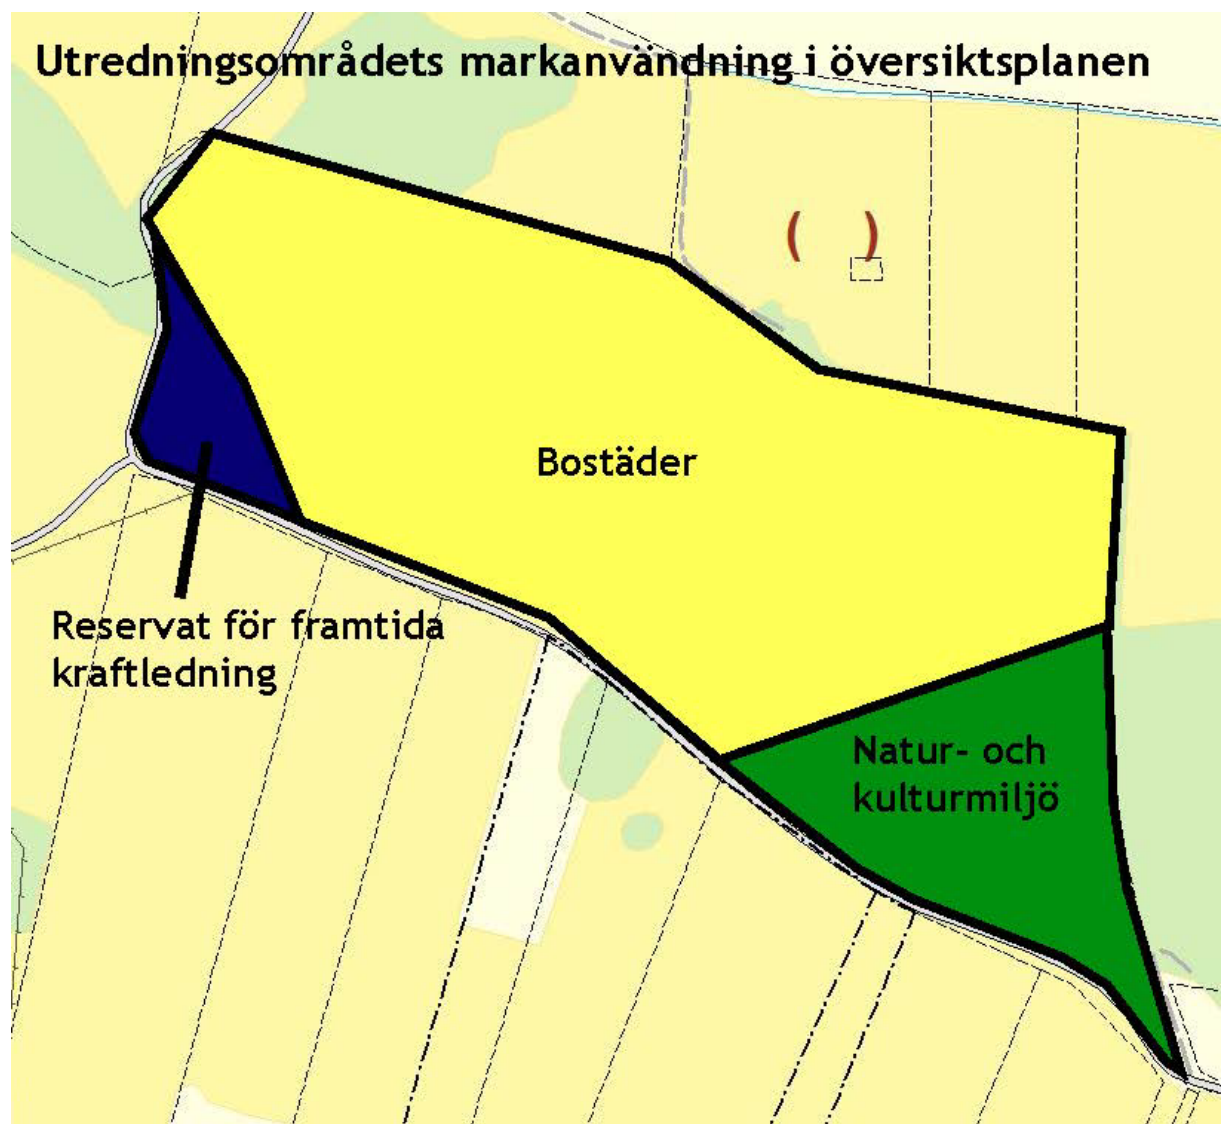 Utredningsområdets markanvändning i översiktsplanen
( )
Bostäder
Reservat för framtida
kraftledning
Natur- och
kulturmiljö